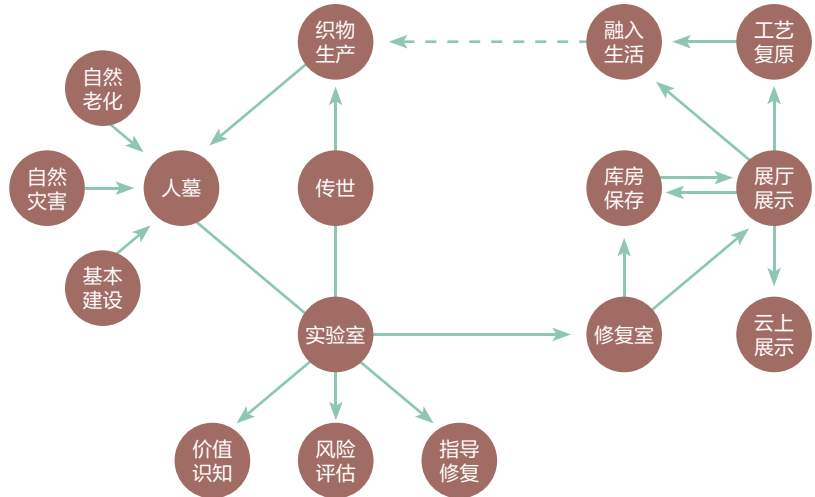 织物
生产
融入
生活
工艺
复原
自然
老化
自然
灾害
人墓
传世
库房
保存
展厅
展示
基本
建设
实验室
修复室
云上
展示
价值
识知
风险
评估
指导
修复